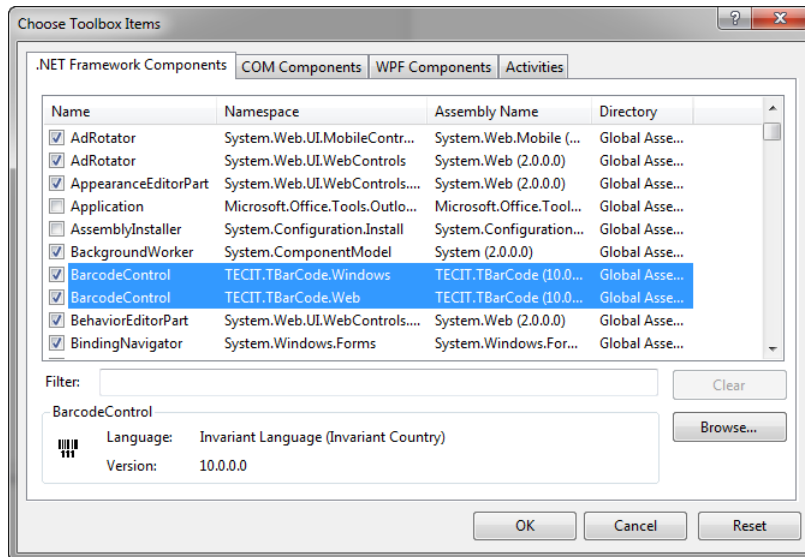 Choose Toolbox Items
.NET Framework Components COM Components WPF Components Activities
Name Namespace Assembly Name Directory
AdRotator System.Web.UI.MobileContr... System.Web.Mobile (... Global Asse...
AdRotator System.Web.UI.WebControls System.Web (2.0.0.0) Global Asse...
AppearanceEditorPart System.Web.UI.WebControls.... System.Web (2.0.0.0) Global Asse...
Application Microsoft.Office.Tools.Outlo... Microsoft.Office.Tool... Global Asse...
AssemblyInstaller System.Configuration.Install System.Configuration... Global Asse...
BackgroundWorker System.ComponentModel System (2.0.0.0) Global Asse...
BarcodeControl TECIT.TBarCode.Windows TECIT.TBarCode (10.0... Global Asse...
BarcodeControl TECIT.TBarCode.Web TECIT.TBarCode (10.0... Global Asse...
BehaviorEditorPart System.Web.UI.WebControls.... System.Web (2.0.0.0) Global Asse...
BindingNavigator System.Windows.Forms System.Windows.For... Global Asse...
Filter: Clear
BarcodeControl
Browse...
Language: Invariant Language (Invariant Country)
Version: 10.0.0.0
OK Cancel Reset